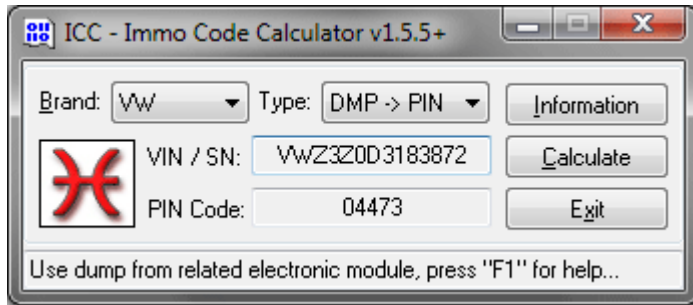 ICC - Immo Code Calculator v1.5.5+
Brand: VW Type: DMP -> PIN Information
VIN / SN: VWZ3Z0D3183872 Calculate
PIN Code: 04473 Exit
Use dump from related electronic module, press "F1" for help...